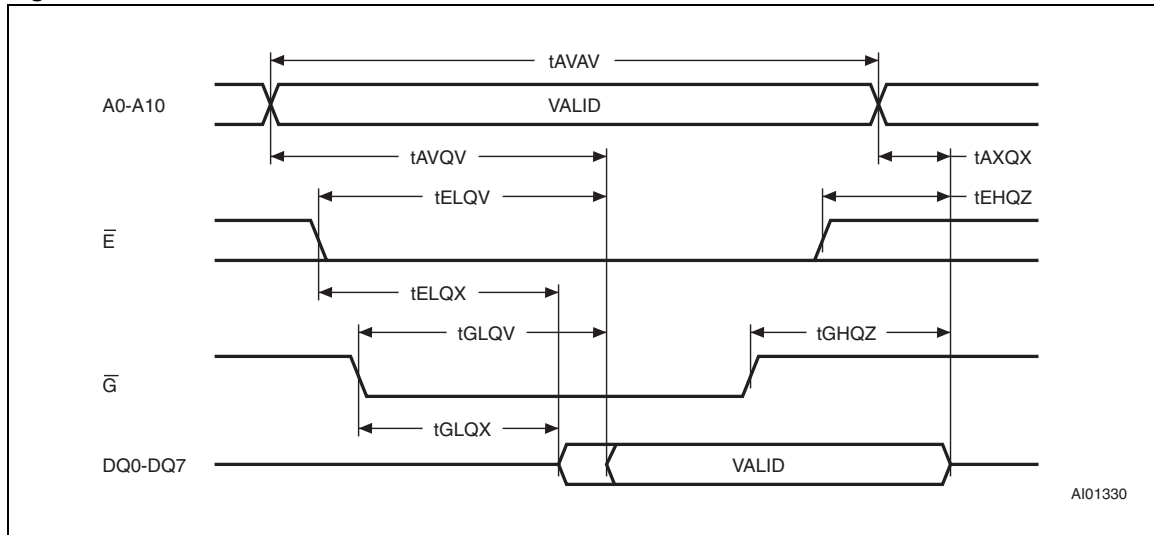 tAVAV
A0-A10
VALID
tAVQV
tAXQX
tELQV
tEHQZ
E̅
tELQX
tGLQV
tGHQZ
G̅
tGLQX
DQ0-DQ7
VALID
AI01330